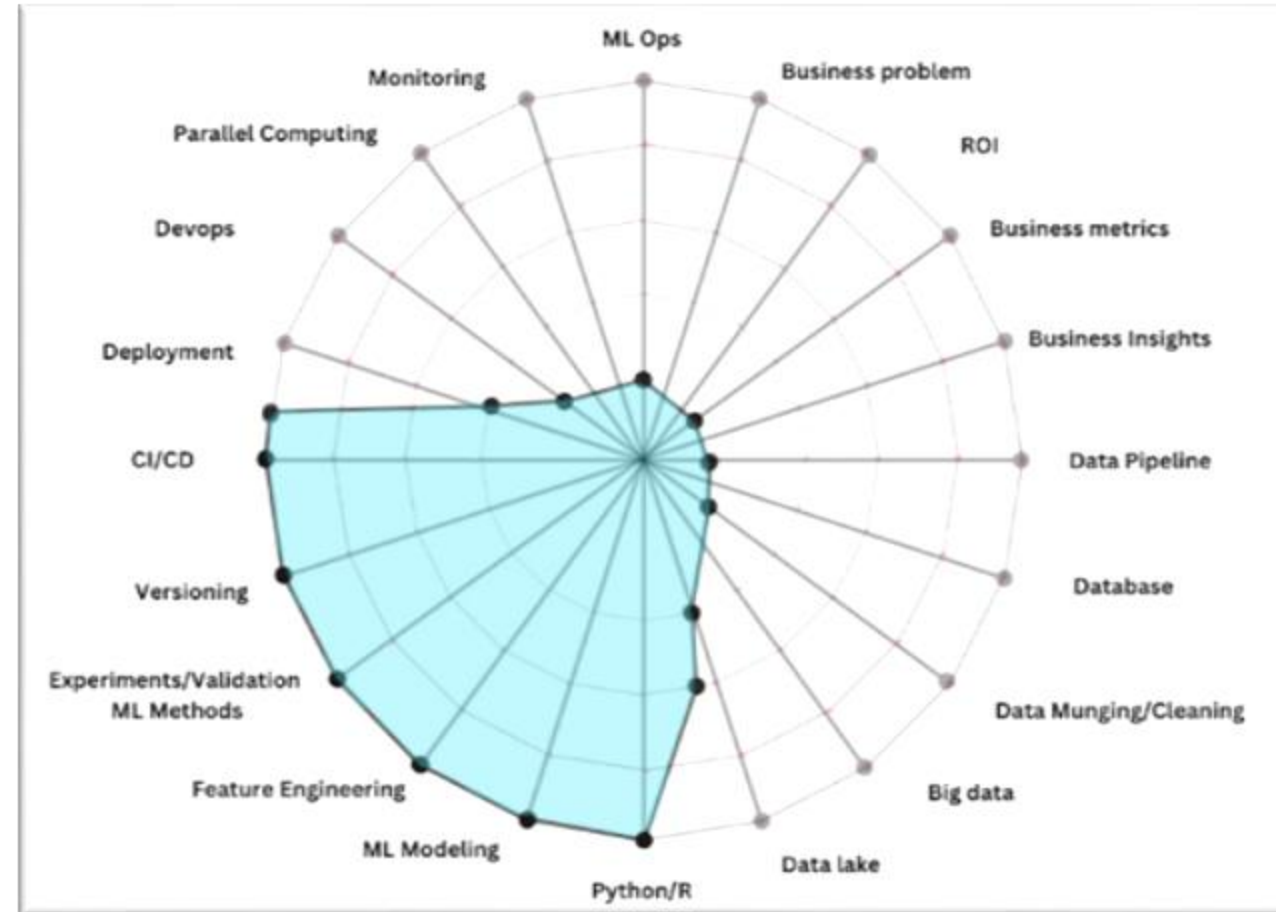 ML Ops
Business problem
ROI
Business metrics
Business Insights
Data Pipeline
Database
Data Munging/Cleaning
Big data
Data lake
Python/R
ML Modeling
Feature Engineering
Experiments/Validation
ML Methods
Versioning
CI/CD
Deployment
Devops
Parallel Computing
Monitoring